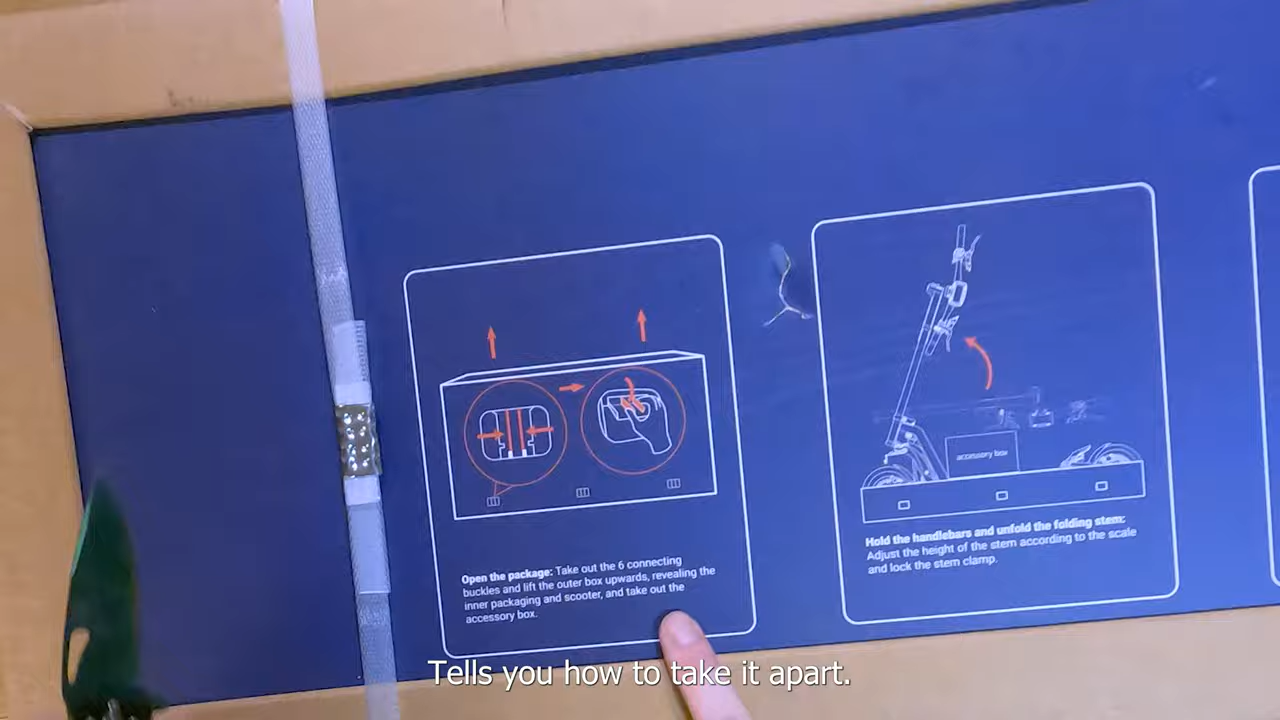 Open the package: Take out the 6 connecting
buckles and lift the outer box upwards, revealing the
inner packaging and scooter, and take out the
accessory box.
accessory box
Hold the handlebars and unfold the folding stem:
Adjust the height of the stem according to the scale
and lock the stem clamp.
Tells you how to take it apart.